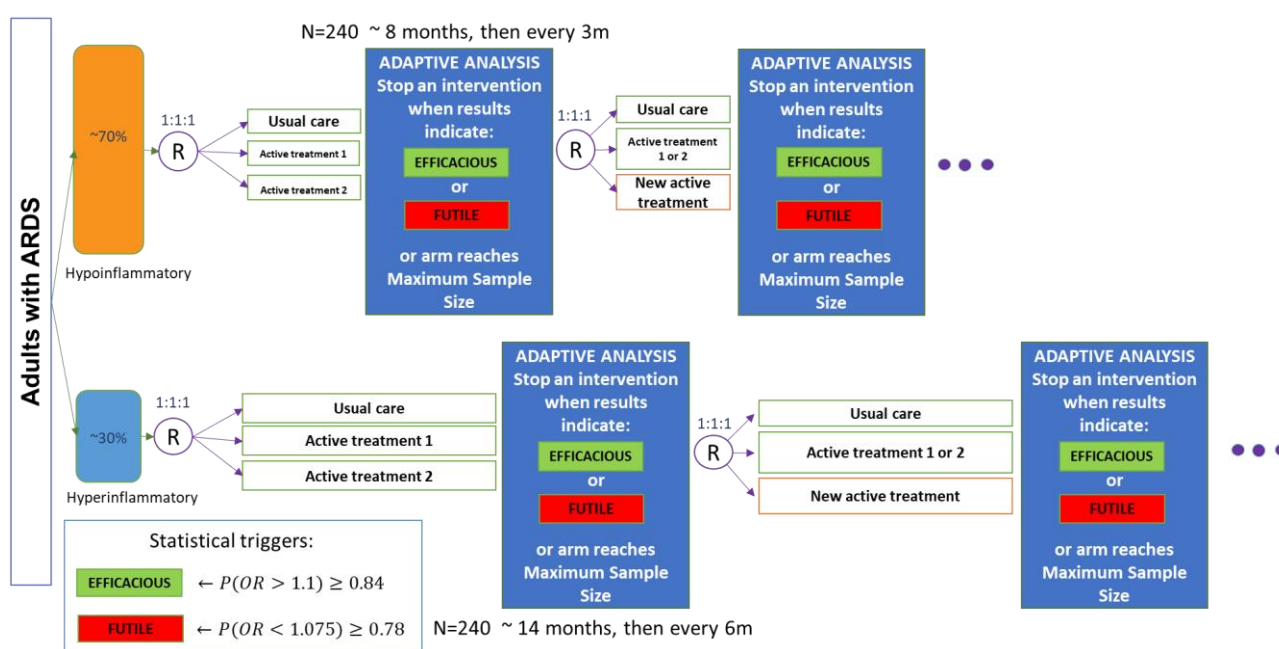 Adults with ARDS
N=240 ~ 8 months, then every 3m
~70%
Hypoinflammatory
1:1:1
R
Usual care
Active treatment 1
Active treatment 2
ADAPTIVE ANALYSIS
Stop an intervention
when results
indicate:
EFFICACIOUS
or
FUTILE
or arm reaches
Maximum Sample
Size
1:1:1
R
Usual care
Active treatment
1 or 2
New active
treatment
ADAPTIVE ANALYSIS
Stop an intervention
when results
indicate:
EFFICACIOUS
or
FUTILE
or arm reaches
Maximum Sample
Size
~30%
Hyperinflammatory
1:1:1
R
Usual care
Active treatment 1
Active treatment 2
ADAPTIVE ANALYSIS
Stop an intervention
when results
indicate:
EFFICACIOUS
or
FUTILE
or arm reaches
Maximum Sample
Size
1:1:1
R
Usual care
Active treatment 1 or 2
New active treatment
ADAPTIVE ANALYSIS
Stop an intervention
when results
indicate:
EFFICACIOUS
or
FUTILE
or arm reaches
Maximum Sample
Size
Statistical triggers:
EFFICACIOUS ← P(OR > 1.1) ≥ 0.84
FUTILE ← P(OR < 1.075) ≥ 0.78
N=240 ~ 14 months, then every 6m